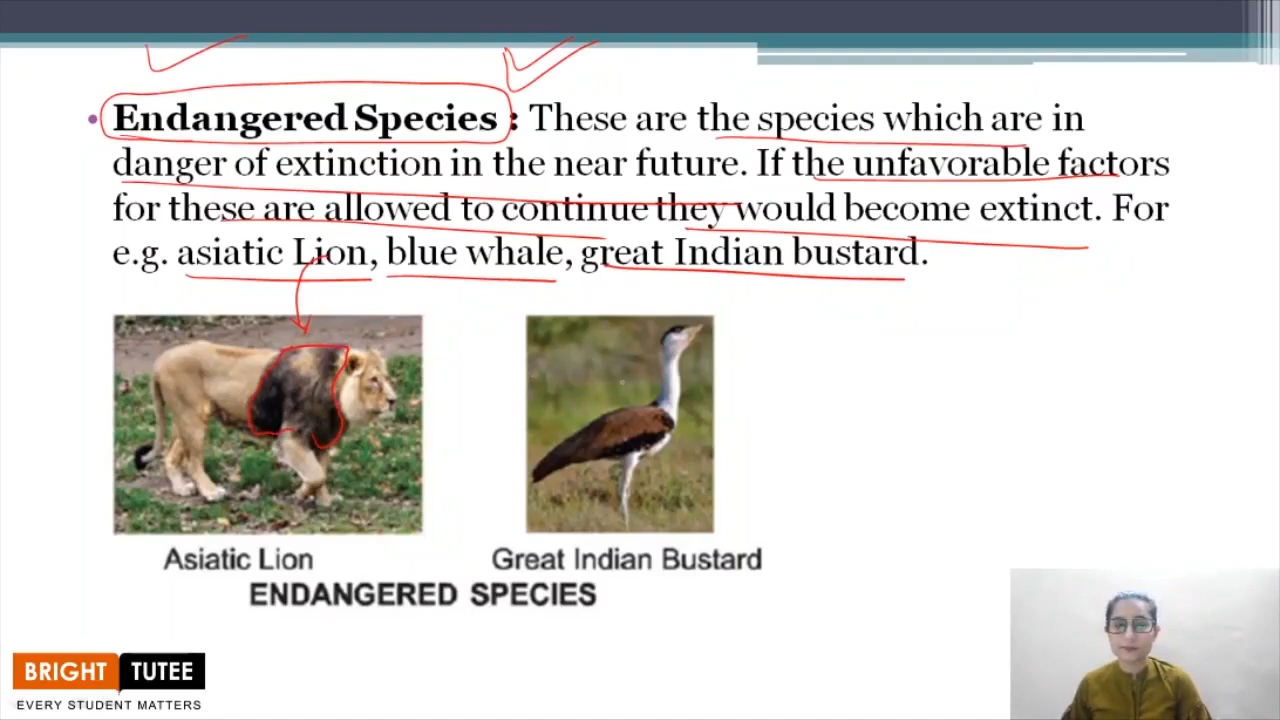 • Endangered Species : These are the species which are in
danger of extinction in the near future. If the unfavorable factors
for these are allowed to continue they would become extinct. For
e.g. asiatic Lion, blue whale, great Indian bustard.
Asiatic Lion
Great Indian Bustard
ENDANGERED SPECIES
BRIGHT TUTEE
EVERY STUDENT MATTERS